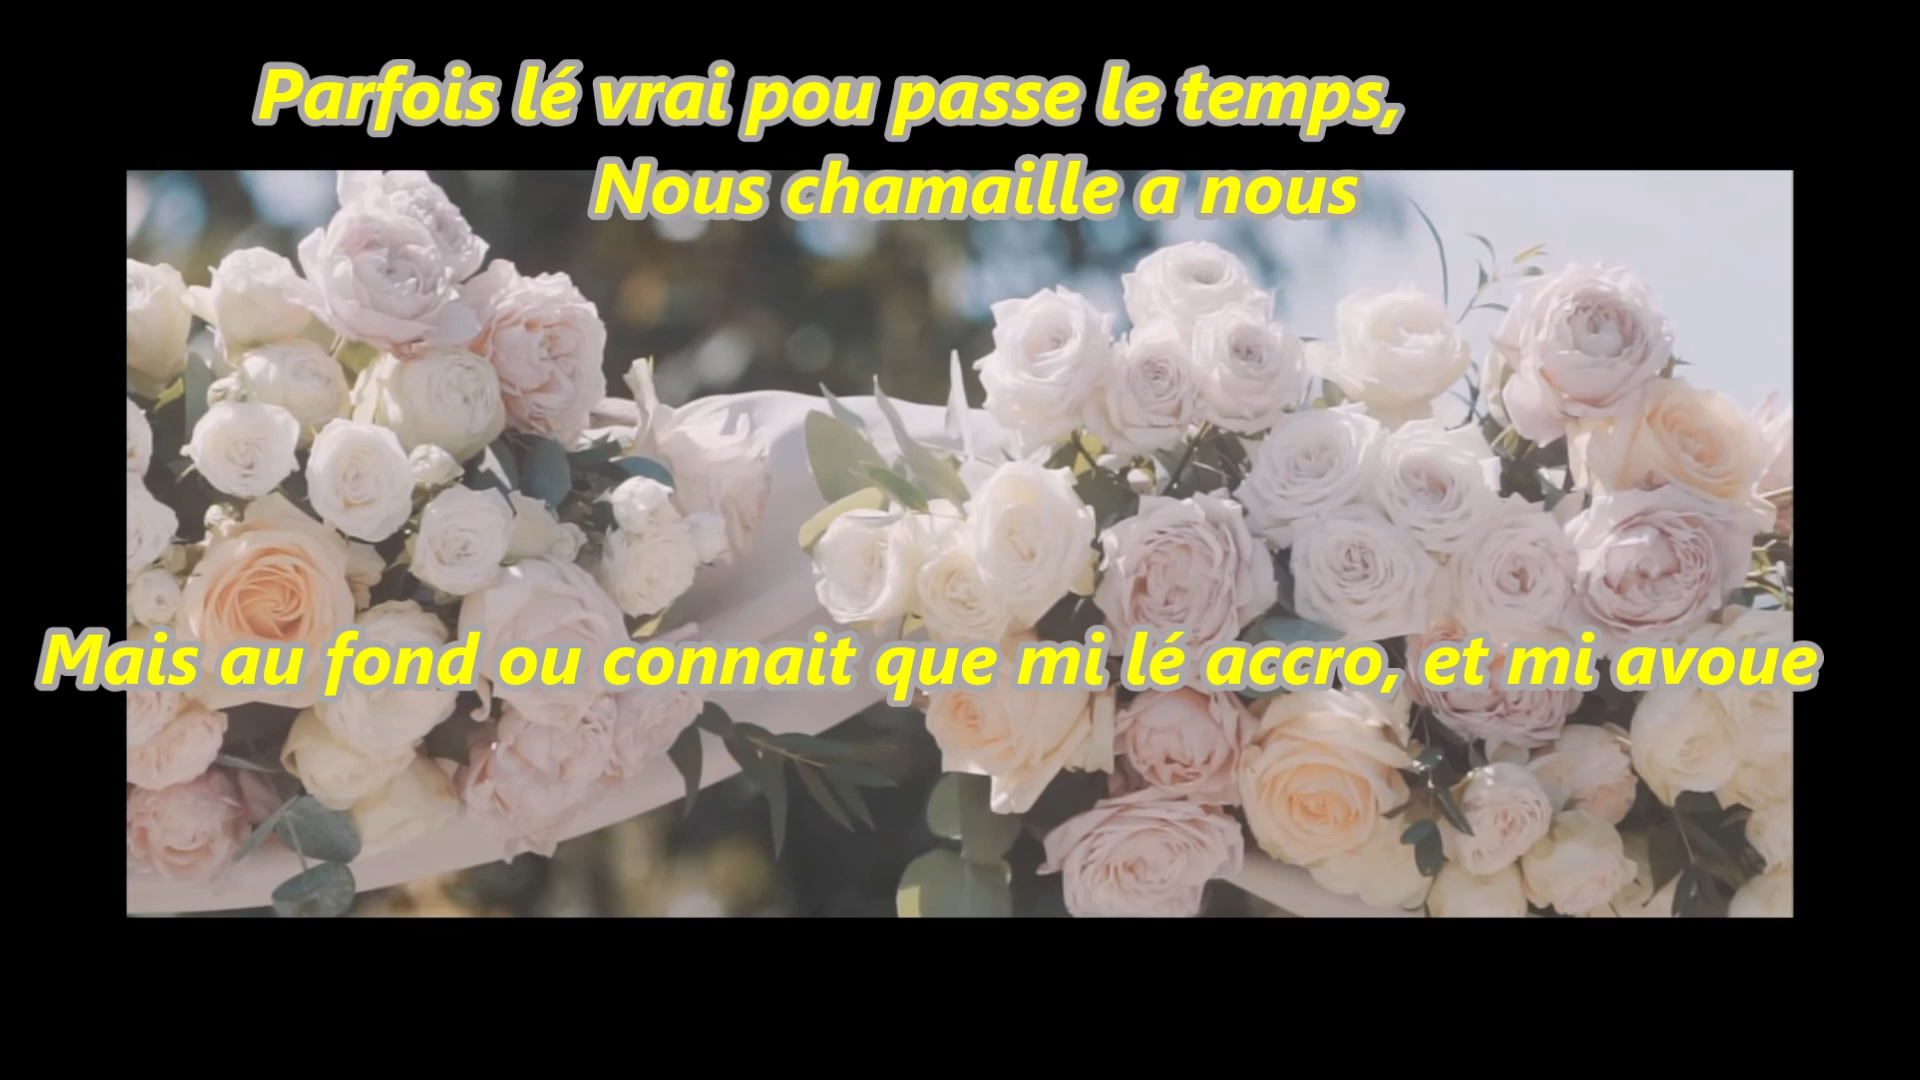 Parfois lé vrai pou passe le temps,
Nous chamaille a nous
Mais au fond ou connait que mi lé accro, et mi avoue